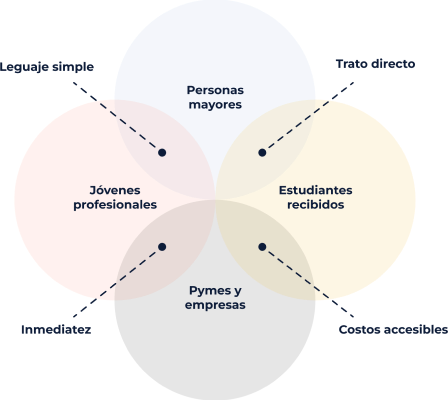 Leguaje simple
Trato directo
Personas
mayores
Jóvenes
profesionales
Estudiantes
recibidos
Pymes y
empresas
Inmediatez
Costos accesibles